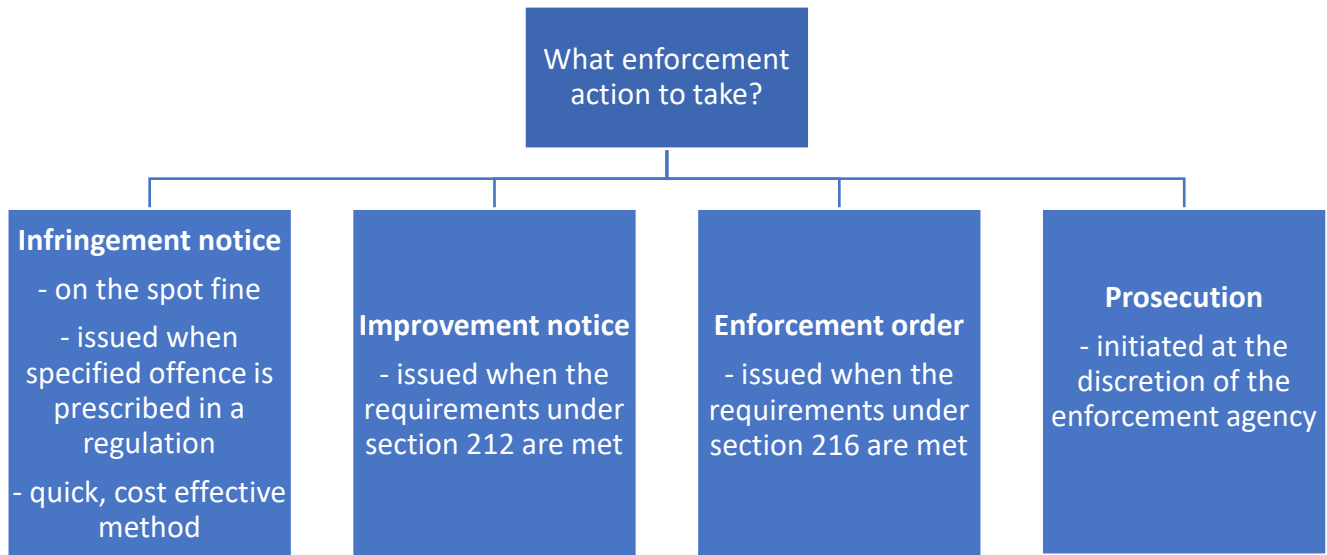 What enforcement
action to take?
Infringement notice
- on the spot fine
- issued when
specified offence is
prescribed in a
regulation
- quick, cost effective
method
Improvement notice
- issued when the
requirements under
section 212 are met
Enforcement order
- issued when the
requirements under
section 216 are met
Prosecution
- initiated at the
discretion of the
enforcement agency